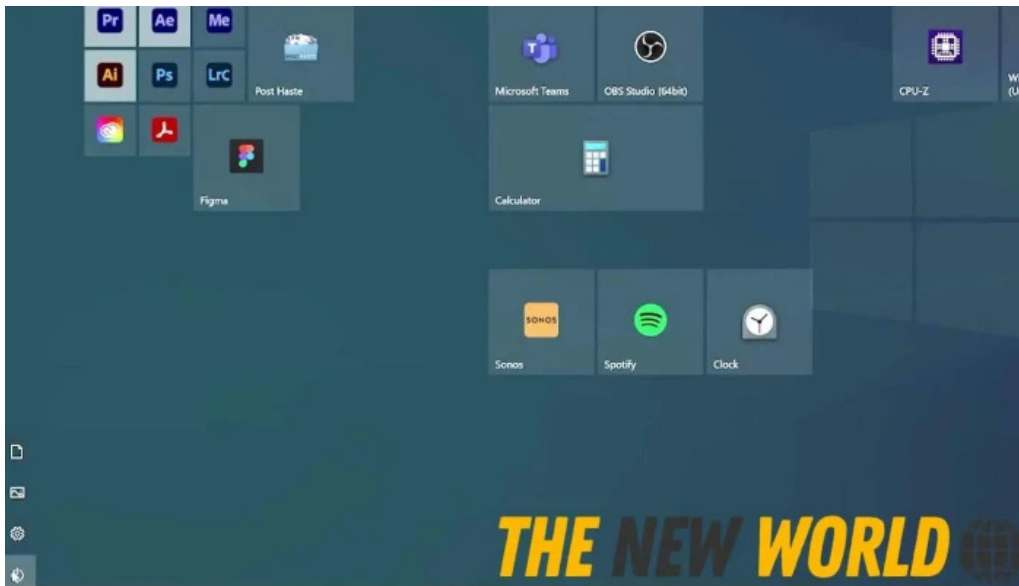 Pr Ae Me
Ai Ps LrC
Post Haste
Microsoft Teams
OBS Studio (64bit)
CPU-Z
Figma
Calculator
SONOS
Sonos
Spotify
Clock
THE NEW WORLD